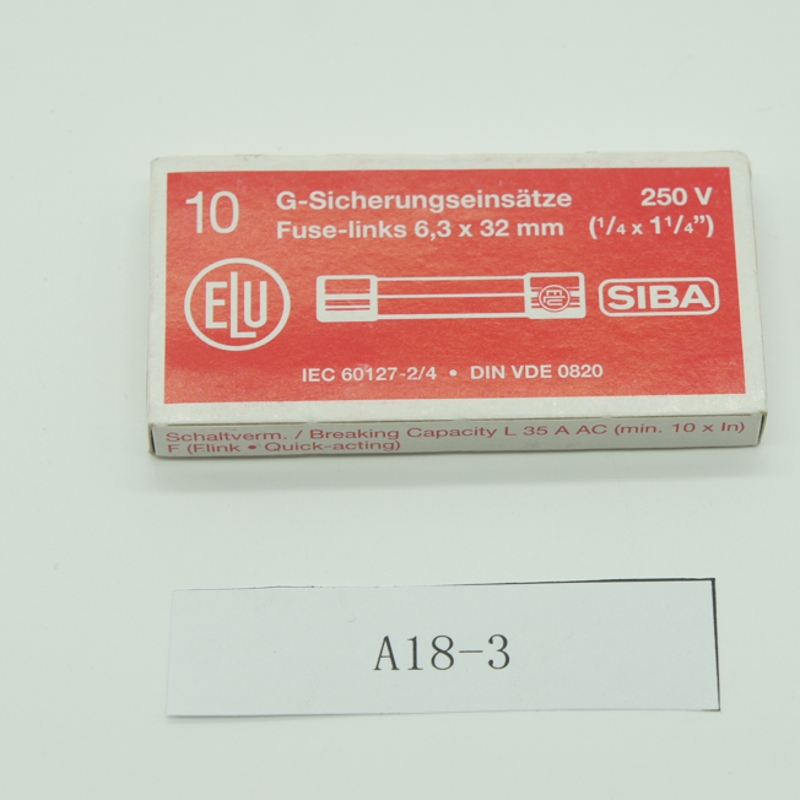 10 G-Sicherungseinsätze 250 V
Fuse-links 6,3 x 32 mm (1/4 x 1 1/4")
ELU ELU SIBA
IEC 60127-2/4 • DIN VDE 0820
Schaltverm. / Breaking Capacity L 35 A AC (min. 10 x In)
F (Flink • Quick-acting)
A18-3